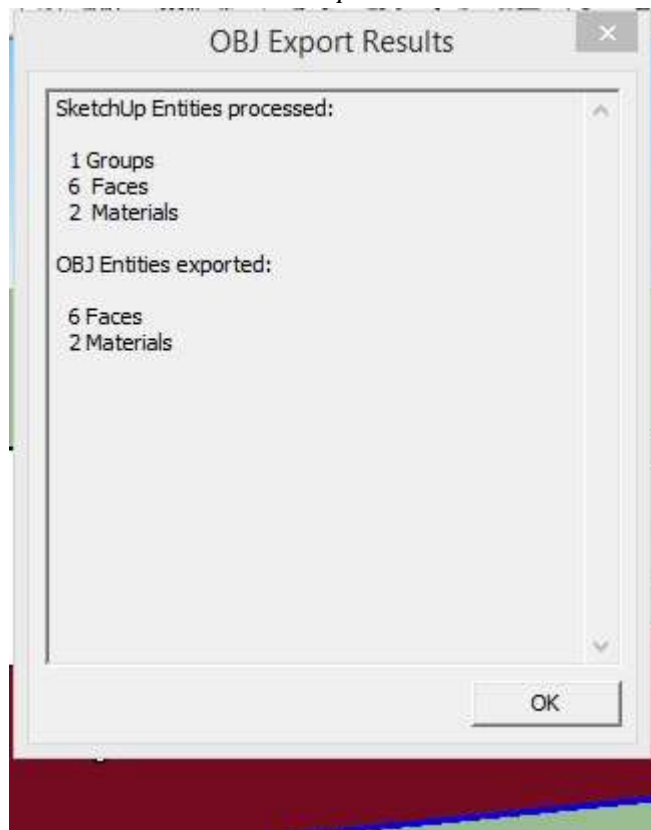 OBJ Export Results
SketchUp Entities processed:
1 Groups
6 Faces
2 Materials
OBJ Entities exported:
6 Faces
2 Materials
OK